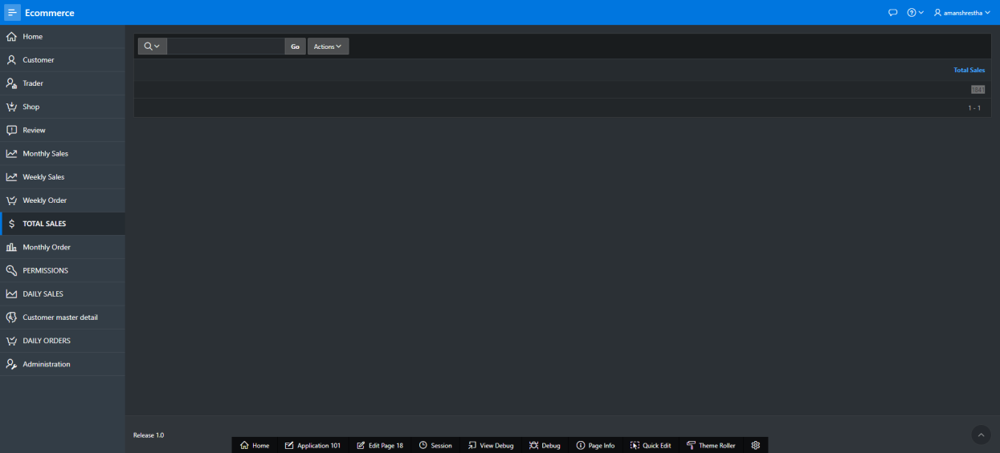 Ecommerce
amanshrestha
Home
Customer
Trader
Shop
Review
Monthly Sales
Weekly Sales
Weekly Order
TOTAL SALES
Monthly Order
PERMISSIONS
DAILY SALES
Customer master detail
DAILY ORDERS
Administration
Go Actions
Total Sales
1841
1 - 1
Release 1.0
Home Application 101 Edit Page 18 Session View Debug Debug Page Info Quick Edit Theme Roller